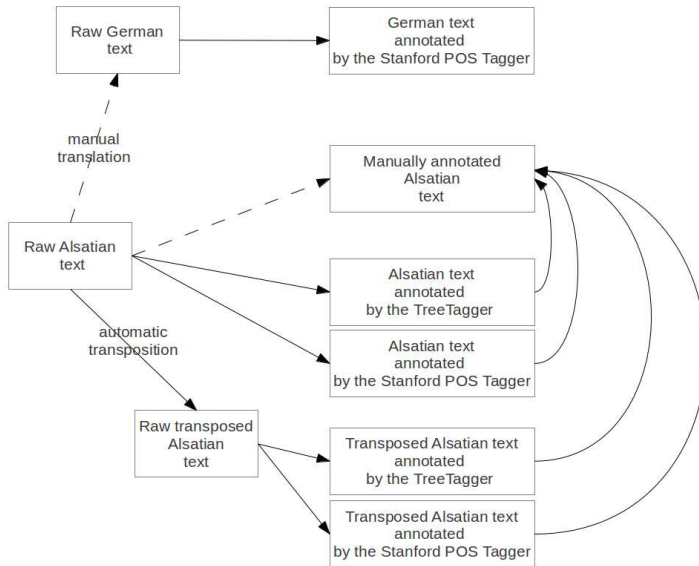 Raw German
text
German text
annotated
by the Stanford POS Tagger
manual
translation
Manually annotated
Alsatian
text
Raw Alsatian
text
Alsatian text
annotated
by the TreeTagger
automatic
transposition
Alsatian text
annotated
by the Stanford POS Tagger
Raw transposed
Alsatian
text
Transposed Alsatian text
annotated
by the TreeTagger
Transposed Alsatian text
annotated
by the Stanford POS Tagger